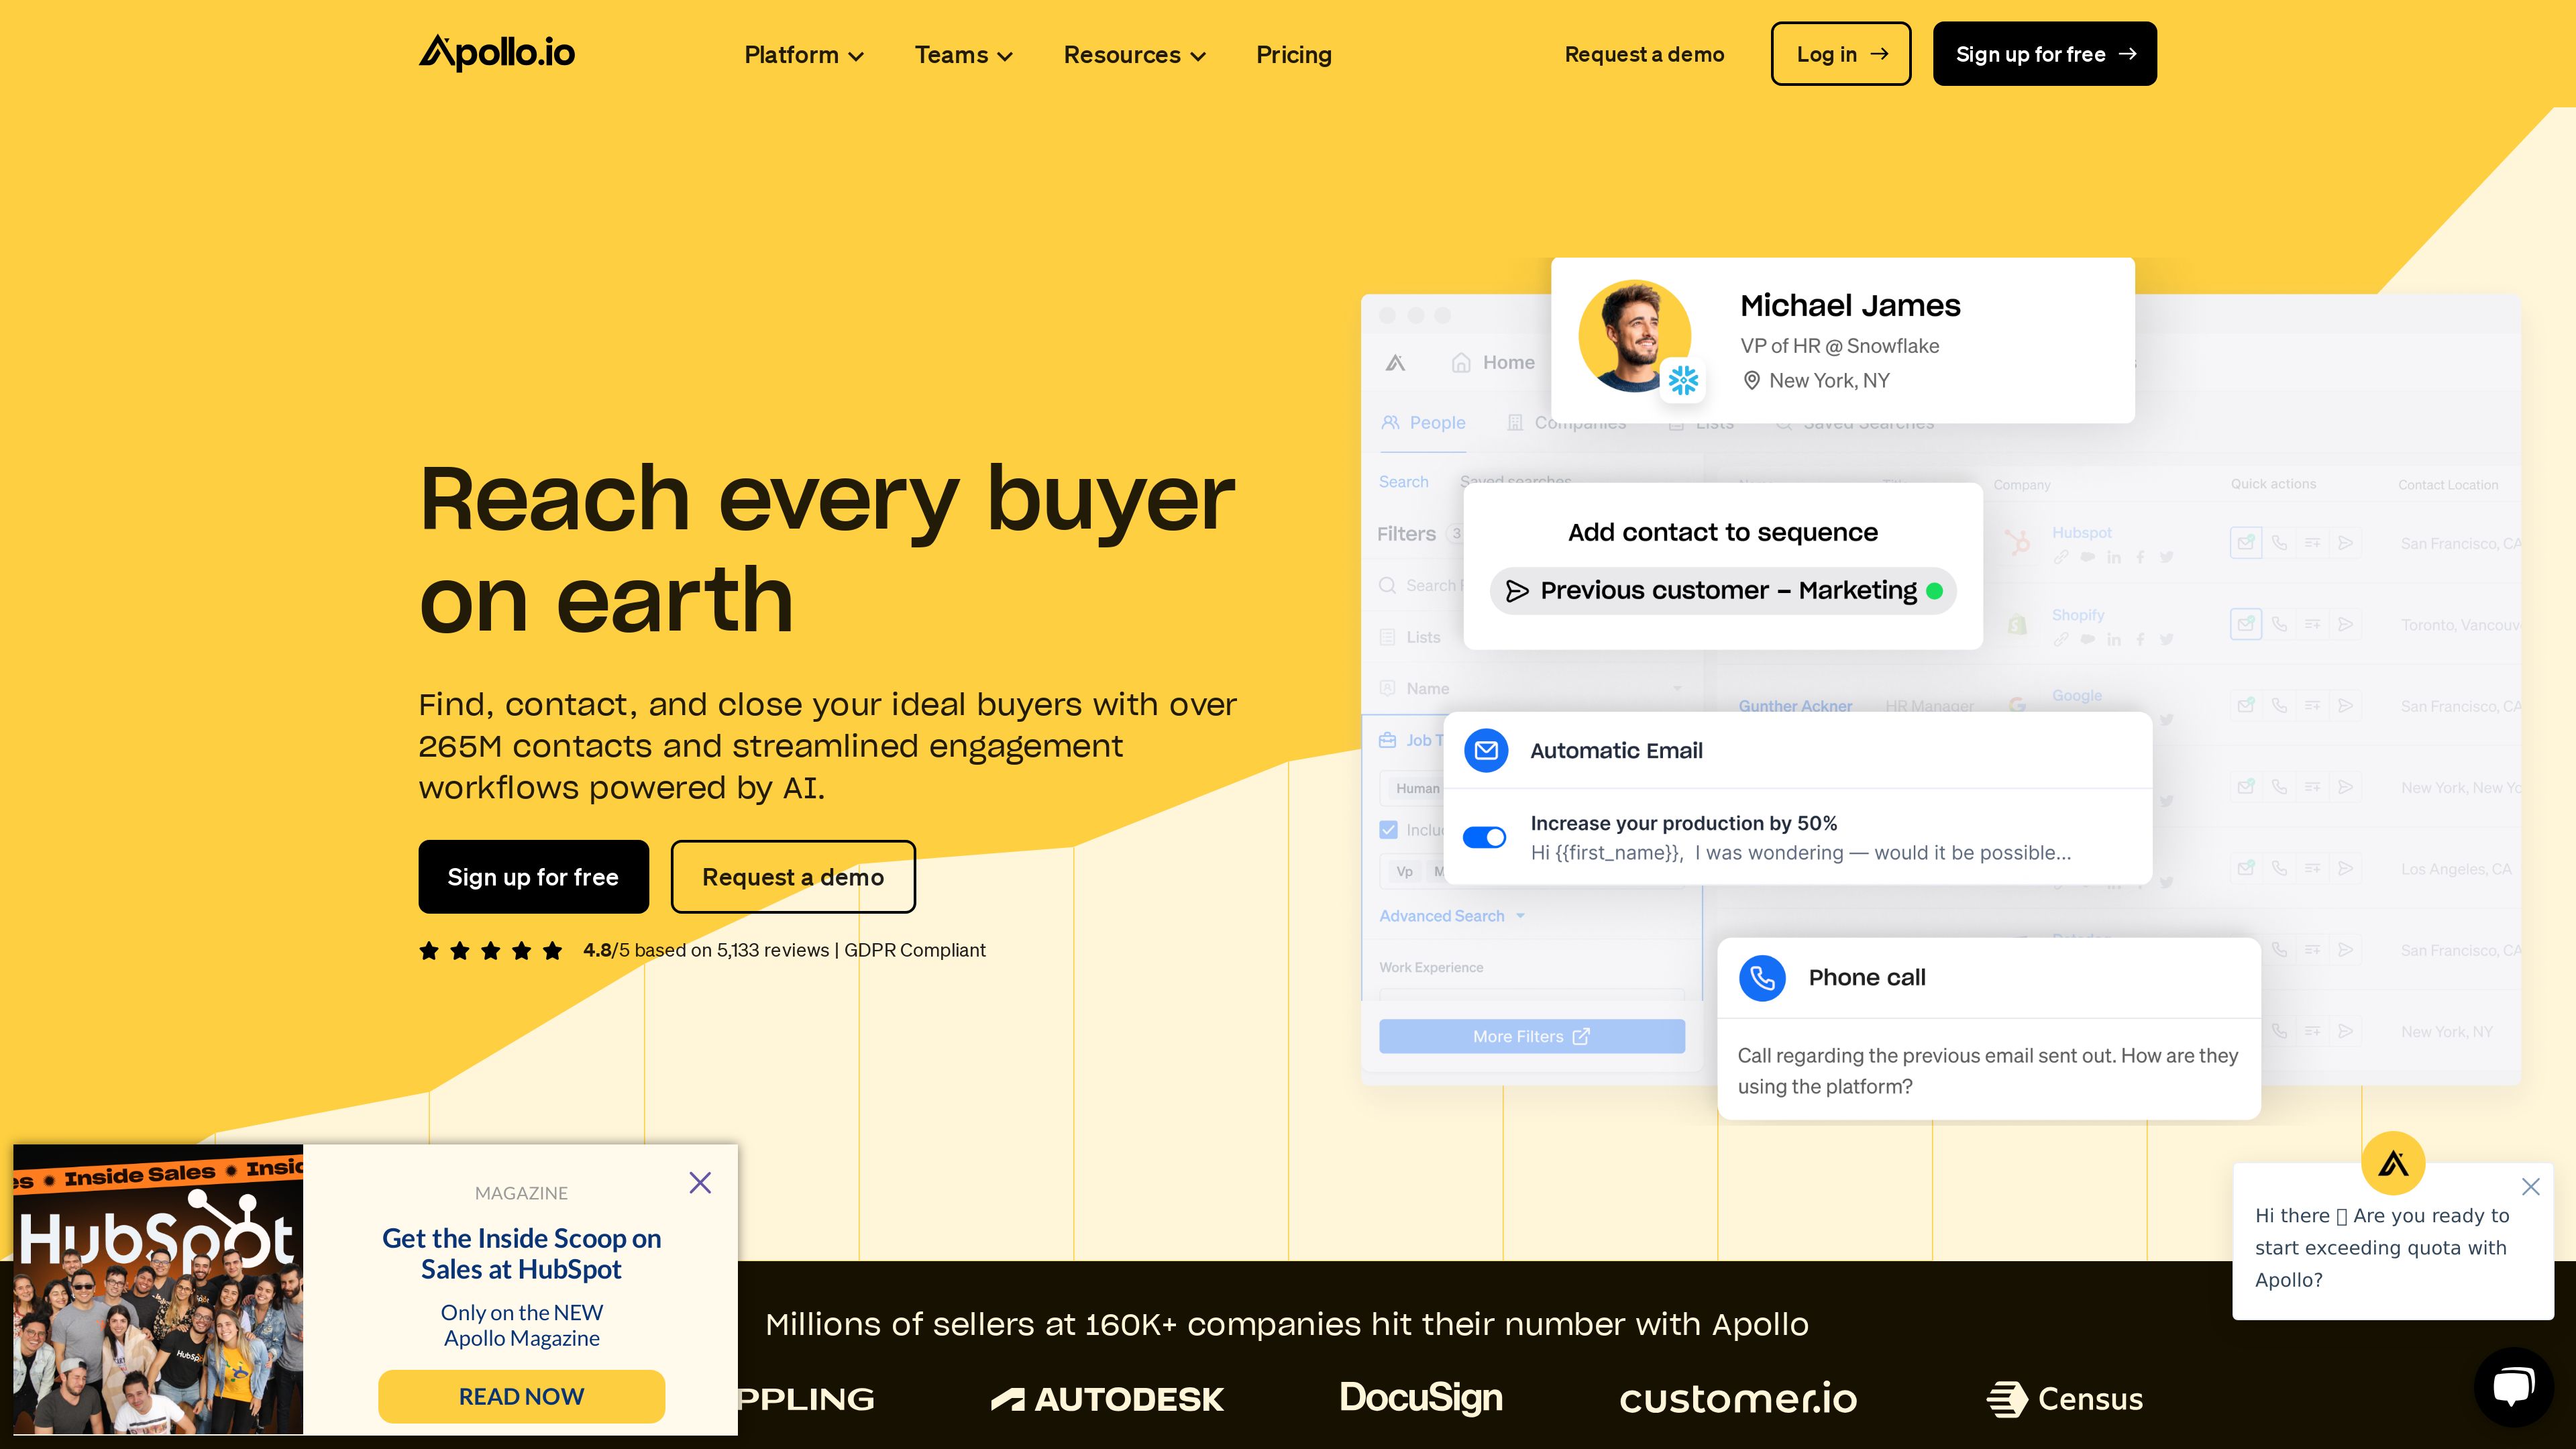 Apollo.io
Platform
Teams
Resources
Pricing
Request a demo
Log in
Sign up for free
Reach every buyer
on earth
Find, contact, and close your ideal buyers with over
265M contacts and streamlined engagement
workflows powered by AI.
Sign up for free
Request a demo
4.8/5 based on 5,133 reviews | GDPR Compliant
Michael James
VP of HR @ Snowflake
New York, NY
Home
People
Companies
Lists
Saved Searches
Search
Saved searches
Company
Quick actions
Contact Location
Filters 3
Add contact to sequence
Previous customer – Marketing
Search
Lists
Name
Hubspot
San Francisco, CA
Shopify
Toronto, Vancouv
Gunther Ackner
HR Manager
Google
San Francisco, CA
Job T
Automatic Email
Human
New York, New Yo
Increase your production by 50%
Hi {{first_name}}, I was wondering — would it be possible...
Inclu
Vp
M
Los Angeles, CA
Advanced Search
San Francisco, CA
Work Experience
Phone call
Call regarding the previous email sent out. How are they
using the platform?
More Filters
New York, NY
es Inside Sales Insid
HubSpot
HubSpot
MAGAZINE
Get the Inside Scoop on
Sales at HubSpot
Only on the NEW
Apollo Magazine
READ NOW
Hi there Are you ready to
start exceeding quota with
Apollo?
Millions of sellers at 160K+ companies hit their number with Apollo
PPLING
AUTODESK
DocuSign
customer.io
Census